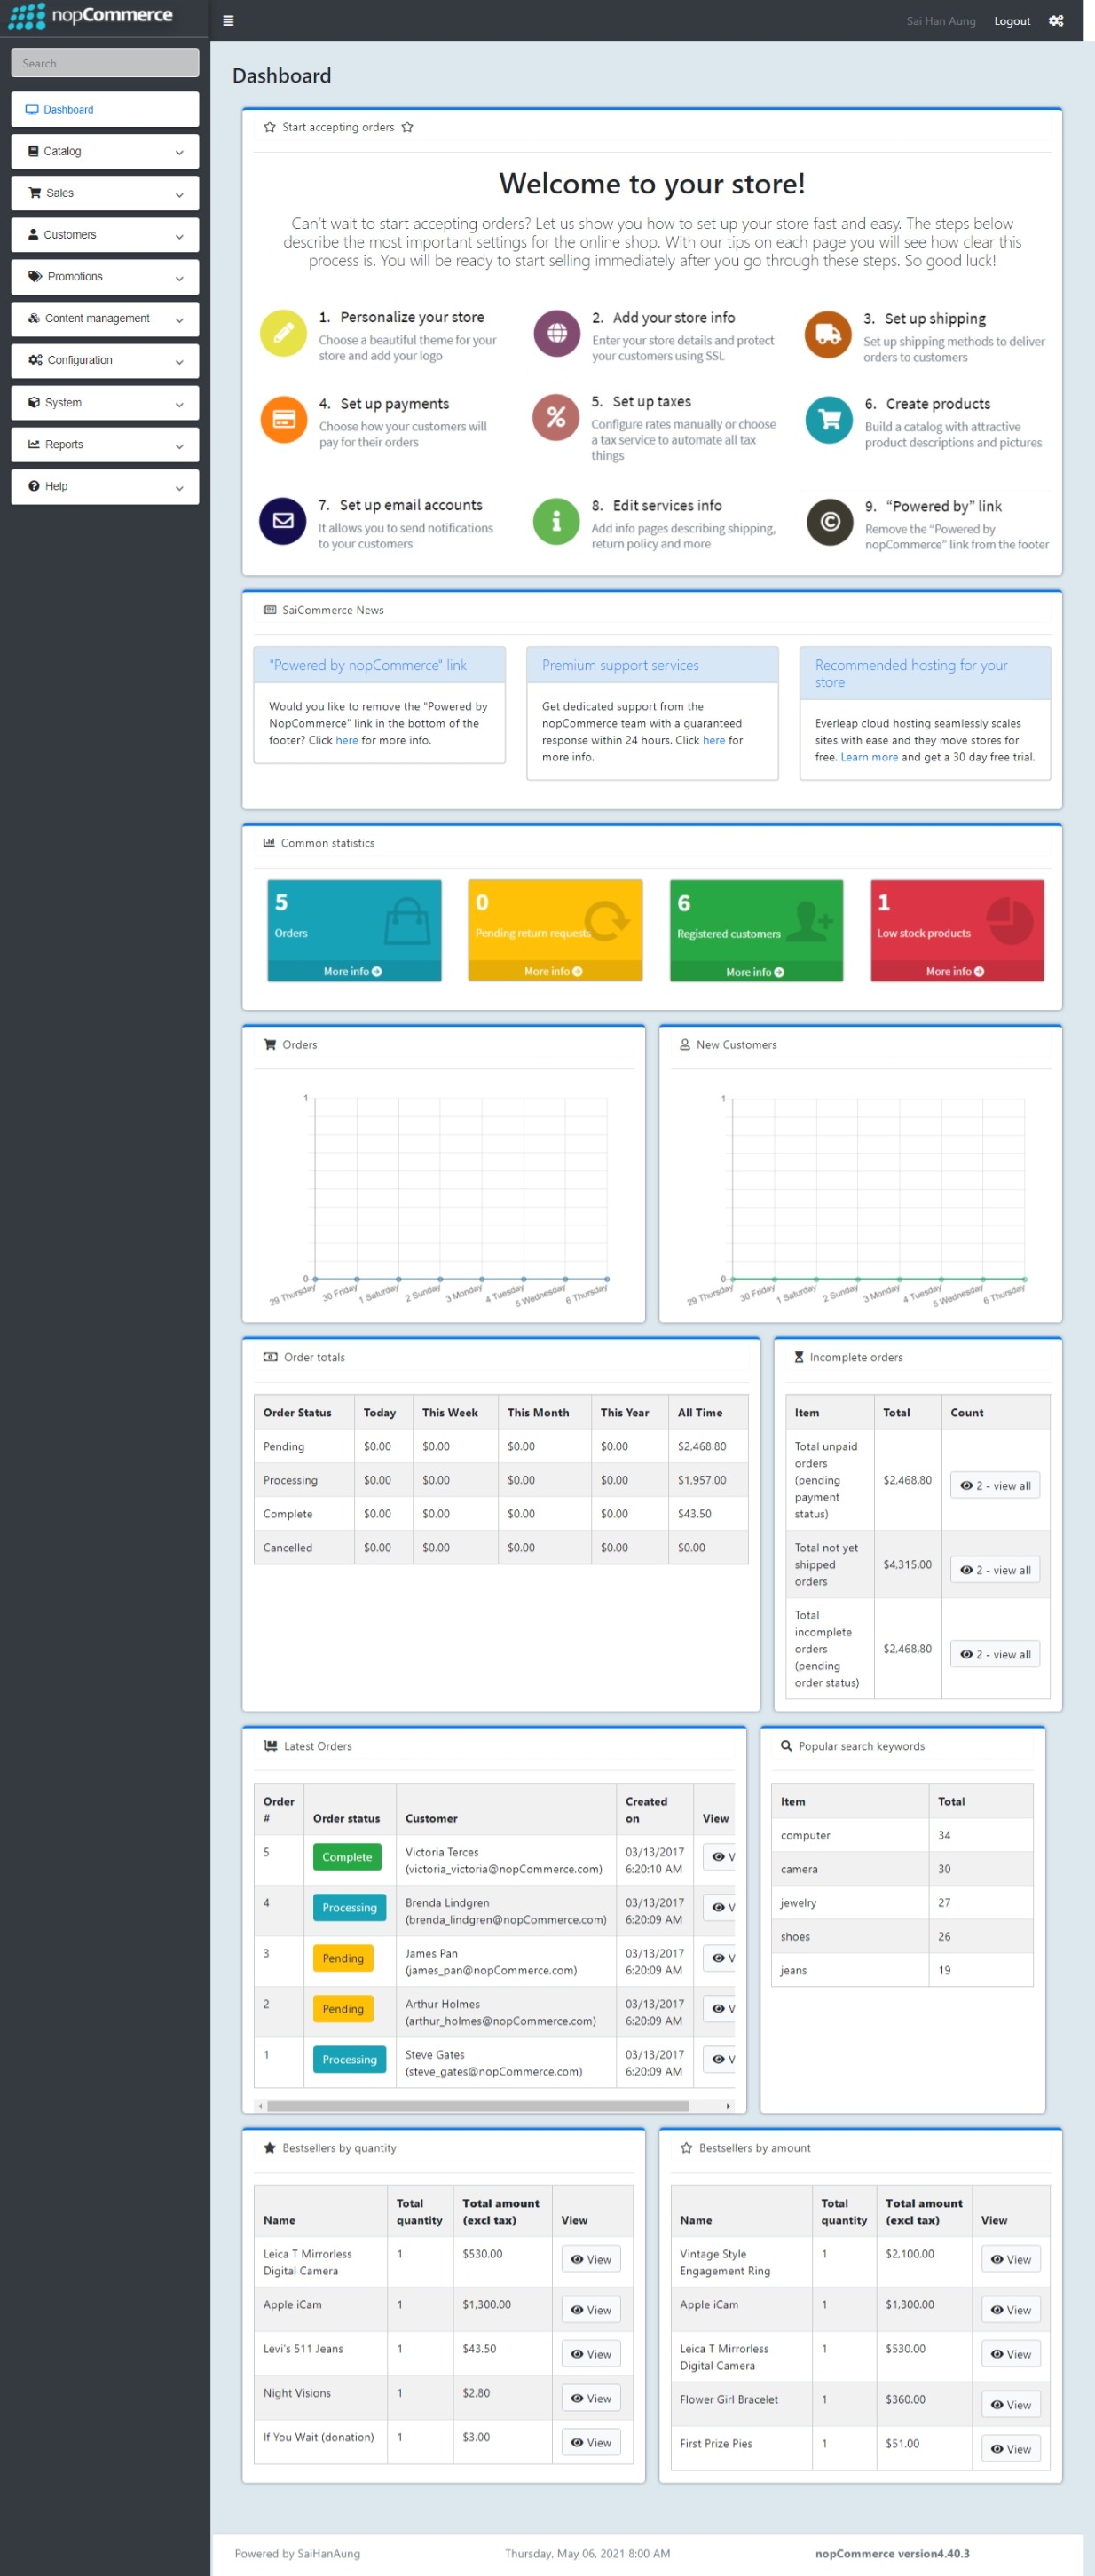 nopCommerce
Sai Han Aung Logout
Search
Dashboard
Catalog
Sales
Customers
Promotions
Content management
Configuration
System
Reports
Help
Dashboard
Start accepting orders
Welcome to your store!
Can't wait to start accepting orders? Let us show you how to set up your store fast and easy. The steps below
describe the most important settings for the online shop. With our tips on each page you will see how clear this
process is. You will be ready to start selling immediately after you go through these steps. So good luck!
1. Personalize your store
Choose a beautiful theme for your
store and add your logo
2. Add your store info
Enter your store details and protect
your customers using SSL
3. Set up shipping
Set up shipping methods to deliver
orders to customers
4. Set up payments
Choose how your customers will
pay for their orders
5. Set up taxes
Configure rates manually or choose
a tax service to automate all tax
things
6. Create products
Build a catalog with attractive
product descriptions and pictures
7. Set up email accounts
It allows you to send notifications
to your customers
8. Edit services info
Add info pages describing shipping,
return policy and more
9. “Powered by” link
Remove the “Powered by
nopCommerce” link from the footer
SaiCommerce News
"Powered by nopCommerce" link
Would you like to remove the "Powered by
NopCommerce" link in the bottom of the
footer? Click here for more info.
Premium support services
Get dedicated support from the
nopCommerce team with a guaranteed
response within 24 hours. Click here for
more info.
Recommended hosting for your
store
Everleap cloud hosting seamlessly scales
sites with ease and they move stores for
free. Learn more and get a 30 day free trial.
Common statistics
5
Orders
More info
0
Pending return requests
More info
6
Registered customers
More info
1
Low stock products
More info
Orders
1
0
29 Thursday 30 Friday 1 Saturday 2 Sunday 3 Monday 4 Tuesday 5 Wednesday 6 Thursday
New Customers
1
0
29 Thursday 30 Friday 1 Saturday 2 Sunday 3 Monday 4 Tuesday 5 Wednesday 6 Thursday
Order totals
Order Status Today This Week This Month This Year All Time
Pending $0.00 $0.00 $0.00 $0.00 $2,468.80
Processing $0.00 $0.00 $0.00 $0.00 $1,957.00
Complete $0.00 $0.00 $0.00 $0.00 $43.50
Cancelled $0.00 $0.00 $0.00 $0.00 $0.00
Incomplete orders
Item Total Count
Total unpaid
orders
(pending
payment
status)
$2,468.80 2 - view all
Total not yet
shipped
orders
$4,315.00 2 - view all
Total
incomplete
orders
(pending
order status)
$2,468.80 2 - view all
Latest Orders
Order
# Order status Customer Created
on View
5 Complete Victoria Terces 03/13/2017 V
(victoria_victoria@nopCommerce.com) 6:20:10 AM
4 Processing Brenda Lindgren 03/13/2017 V
(brenda_lindgren@nopCommerce.com) 6:20:09 AM
3 Pending James Pan 03/13/2017 V
(james_pan@nopCommerce.com) 6:20:09 AM
2 Pending Arthur Holmes 03/13/2017 V
(arthur_holmes@nopCommerce.com) 6:20:09 AM
1 Processing Steve Gates 03/13/2017 V
(steve_gates@nopCommerce.com) 6:20:09 AM
Popular search keywords
Item Total
computer 34
camera 30
jewelry 27
shoes 26
jeans 19
Bestsellers by quantity
Name Total
quantity Total amount
(excl tax) View
Leica T Mirrorless
Digital Camera 1 $530.00 View
Apple iCam 1 $1,300.00 View
Levi's 511 Jeans 1 $43.50 View
Night Visions 1 $2.80 View
If You Wait (donation) 1 $3.00 View
Bestsellers by amount
Name Total
quantity Total amount
(excl tax) View
Vintage Style
Engagement Ring 1 $2,100.00 View
Apple iCam 1 $1,300.00 View
Leica T Mirrorless
Digital Camera 1 $530.00 View
Flower Girl Bracelet 1 $360.00 View
First Prize Pies 1 $51.00 View
Powered by SaiHanAung Thursday, May 06, 2021 8:00 AM nopCommerce version4.40.3